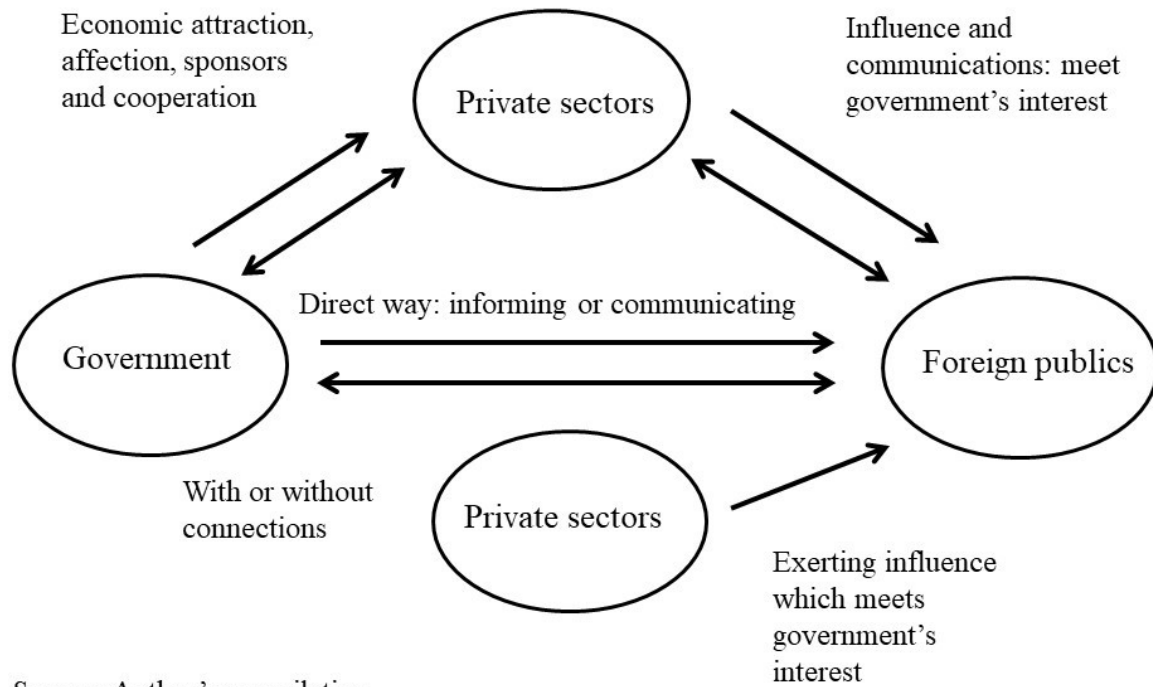 Economic attraction,
affection, sponsors
and cooperation
Private sectors
Influence and
communications: meet
government’s interest
Direct way: informing or communicating
Government
Foreign publics
With or without
connections
Private sectors
Exerting influence
which meets
government’s
interest